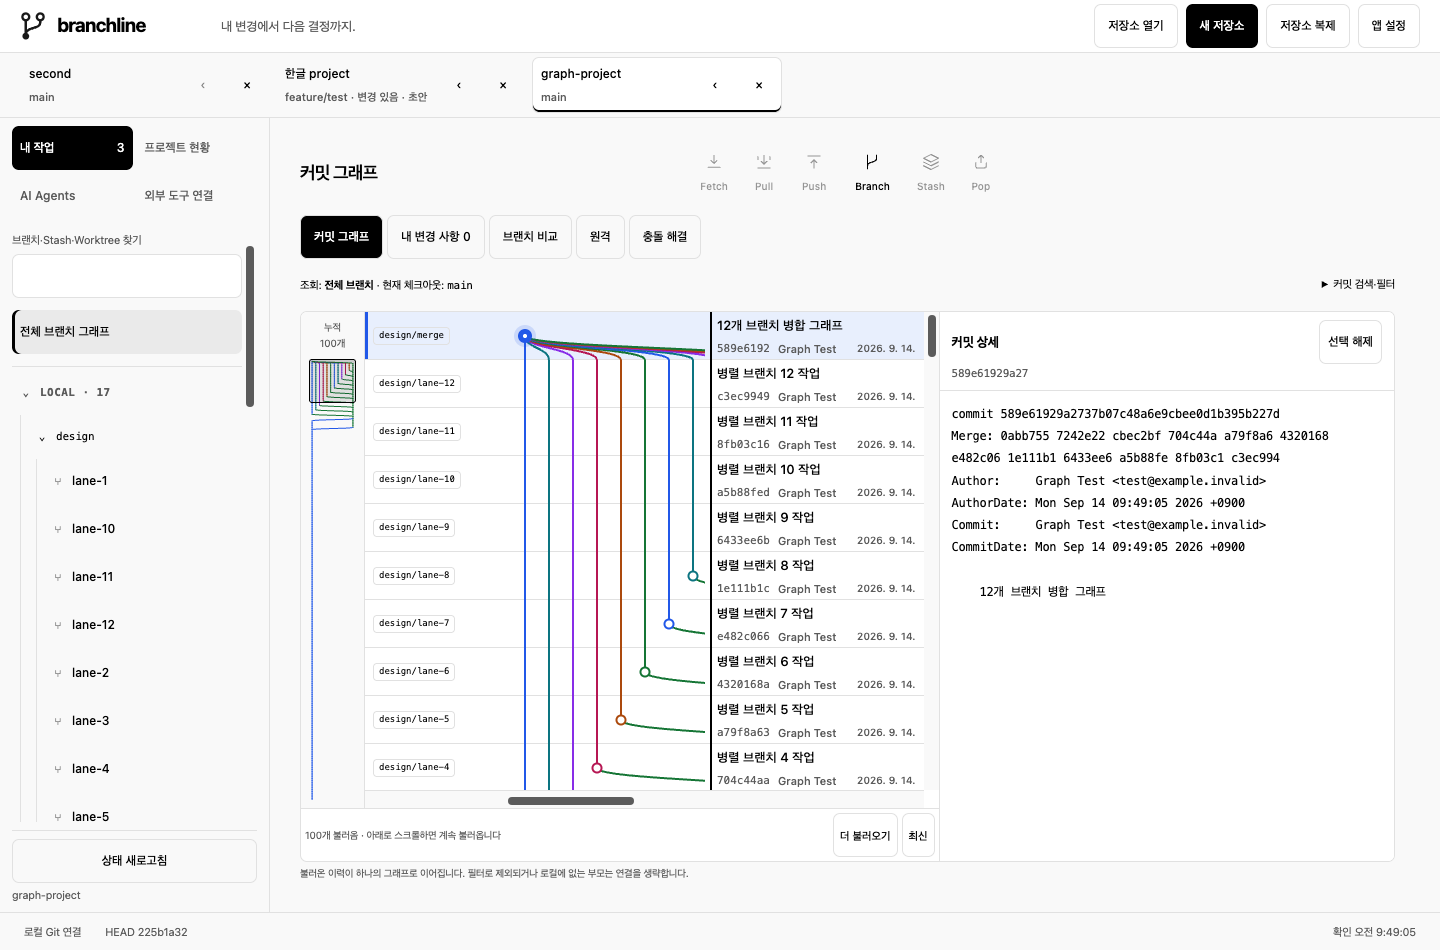 branchline
내 변경에서 다음 결정까지.
저장소 열기
새 저장소
저장소 복제
앱 설정
second
main
‹
×
한글 project
feature/test · 변경 있음 · 초안
‹
×
graph-project
main
‹
×
내 작업 3
프로젝트 현황
AI Agents
외부 도구 연결
브랜치·Stash·Worktree 찾기
전체 브랜치 그래프
LOCAL · 17
design
lane-1
lane-10
lane-11
lane-12
lane-2
lane-3
lane-4
lane-5
상태 새로고침
graph-project
커밋 그래프
Fetch
Pull
Push
Branch
Stash
Pop
커밋 그래프
내 변경 사항 0
브랜치 비교
원격
충돌 해결
조회: 전체 브랜치 · 현재 체크아웃: main
▶ 커밋 검색·필터
누적
100개
design/merge
12개 브랜치 병합 그래프
589e6192 Graph Test 2026. 9. 14.
design/lane-12
병렬 브랜치 12 작업
c3ec9949 Graph Test 2026. 9. 14.
design/lane-11
병렬 브랜치 11 작업
8fb03c16 Graph Test 2026. 9. 14.
design/lane-10
병렬 브랜치 10 작업
a5b88fed Graph Test 2026. 9. 14.
design/lane-9
병렬 브랜치 9 작업
6433ee6b Graph Test 2026. 9. 14.
design/lane-8
병렬 브랜치 8 작업
1e111b1c Graph Test 2026. 9. 14.
design/lane-7
병렬 브랜치 7 작업
e482c066 Graph Test 2026. 9. 14.
design/lane-6
병렬 브랜치 6 작업
4320168a Graph Test 2026. 9. 14.
design/lane-5
병렬 브랜치 5 작업
a79f8a63 Graph Test 2026. 9. 14.
design/lane-4
병렬 브랜치 4 작업
704c44aa Graph Test 2026. 9. 14.
100개 불러옴 · 아래로 스크롤하면 계속 불러옵니다
더 불러오기
최신
커밋 상세
589e61929a27
선택 해제
commit 589e61929a2737b07c48a6e9cbee0d1b395b227d
Merge: 0abb755 7242e22 cbec2bf 704c44a a79f8a6 4320168
e482c06 1e111b1 6433ee6 a5b88fe 8fb03c1 c3ec994
Author: Graph Test <test@example.invalid>
AuthorDate: Mon Sep 14 09:49:05 2026 +0900
Commit: Graph Test <test@example.invalid>
CommitDate: Mon Sep 14 09:49:05 2026 +0900
12개 브랜치 병합 그래프
불러온 이력이 하나의 그래프로 이어집니다. 필터로 제외되거나 로컬에 없는 부모는 연결을 생략합니다.
로컬 Git 연결
HEAD 225b1a32
확인 오전 9:49:05